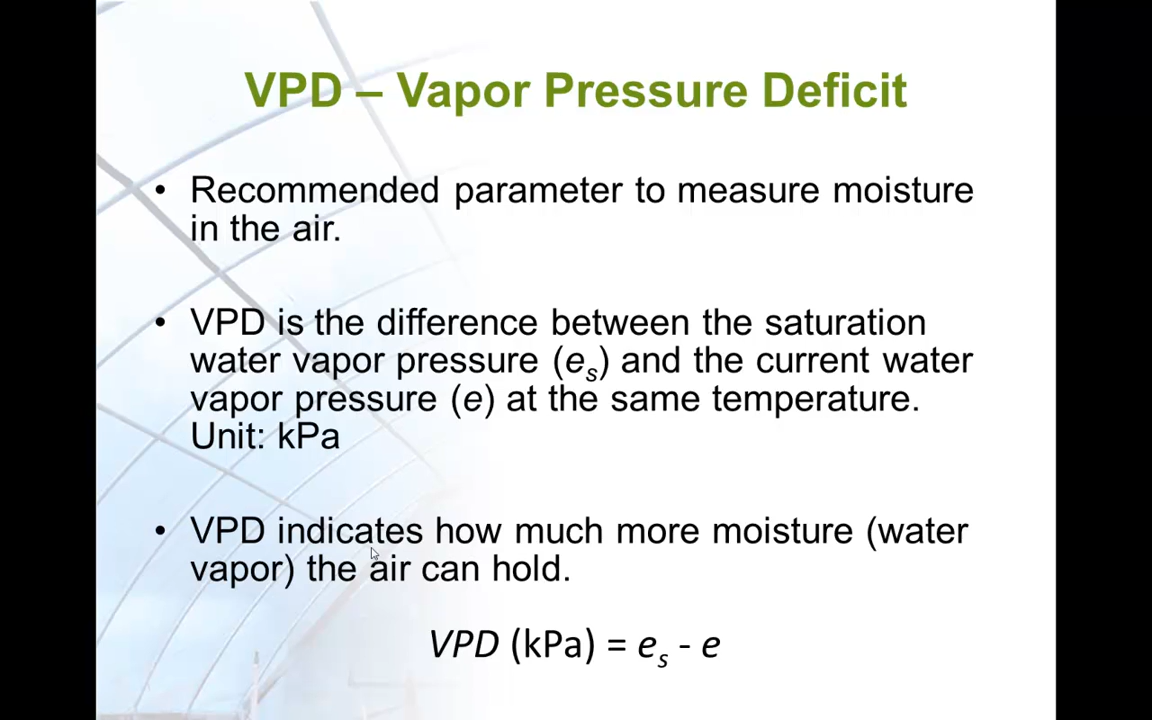 VPD – Vapor Pressure Deficit
• Recommended parameter to measure moisture
in the air.
• VPD is the difference between the saturation
water vapor pressure (es) and the current water
vapor pressure (e) at the same temperature.
Unit: kPa
• VPD indicates how much more moisture (water
vapor) the air can hold.
VPD (kPa) = es - e